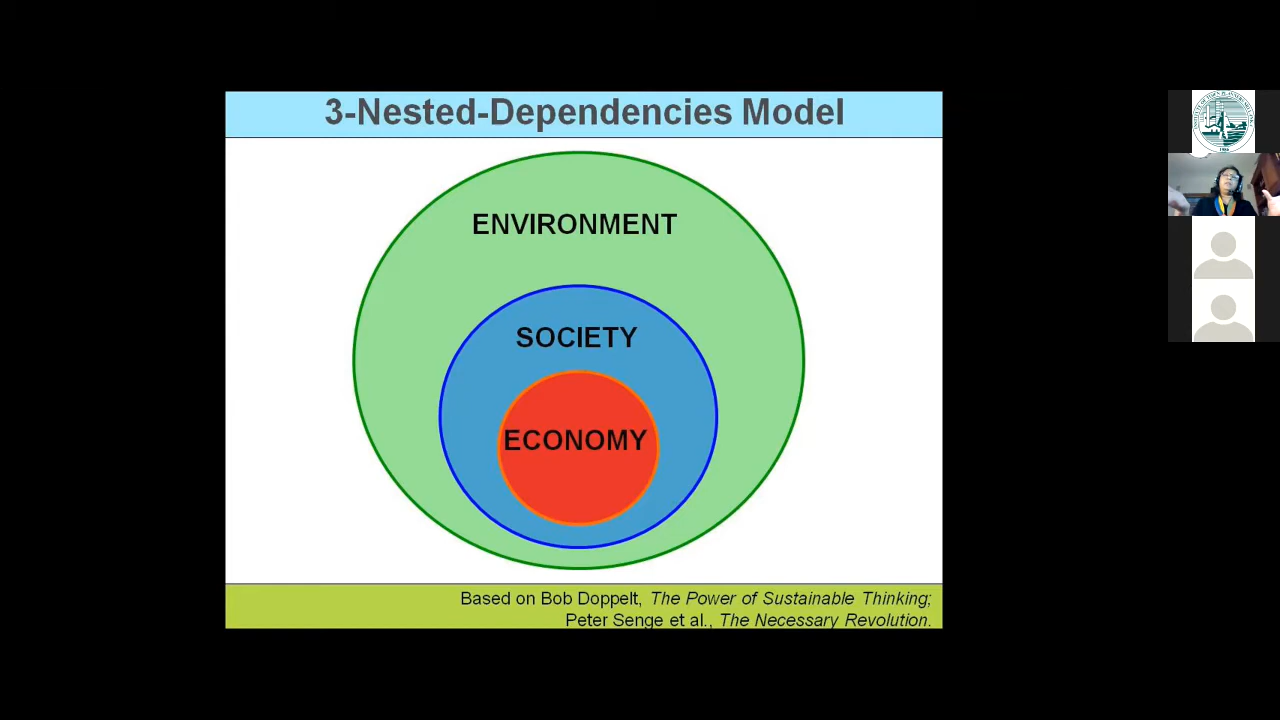 3-Nested-Dependencies Model
ENVIRONMENT
SOCIETY
ECONOMY
Based on Bob Doppelt, The Power of Sustainable Thinking;
Peter Senge et al., The Necessary Revolution.